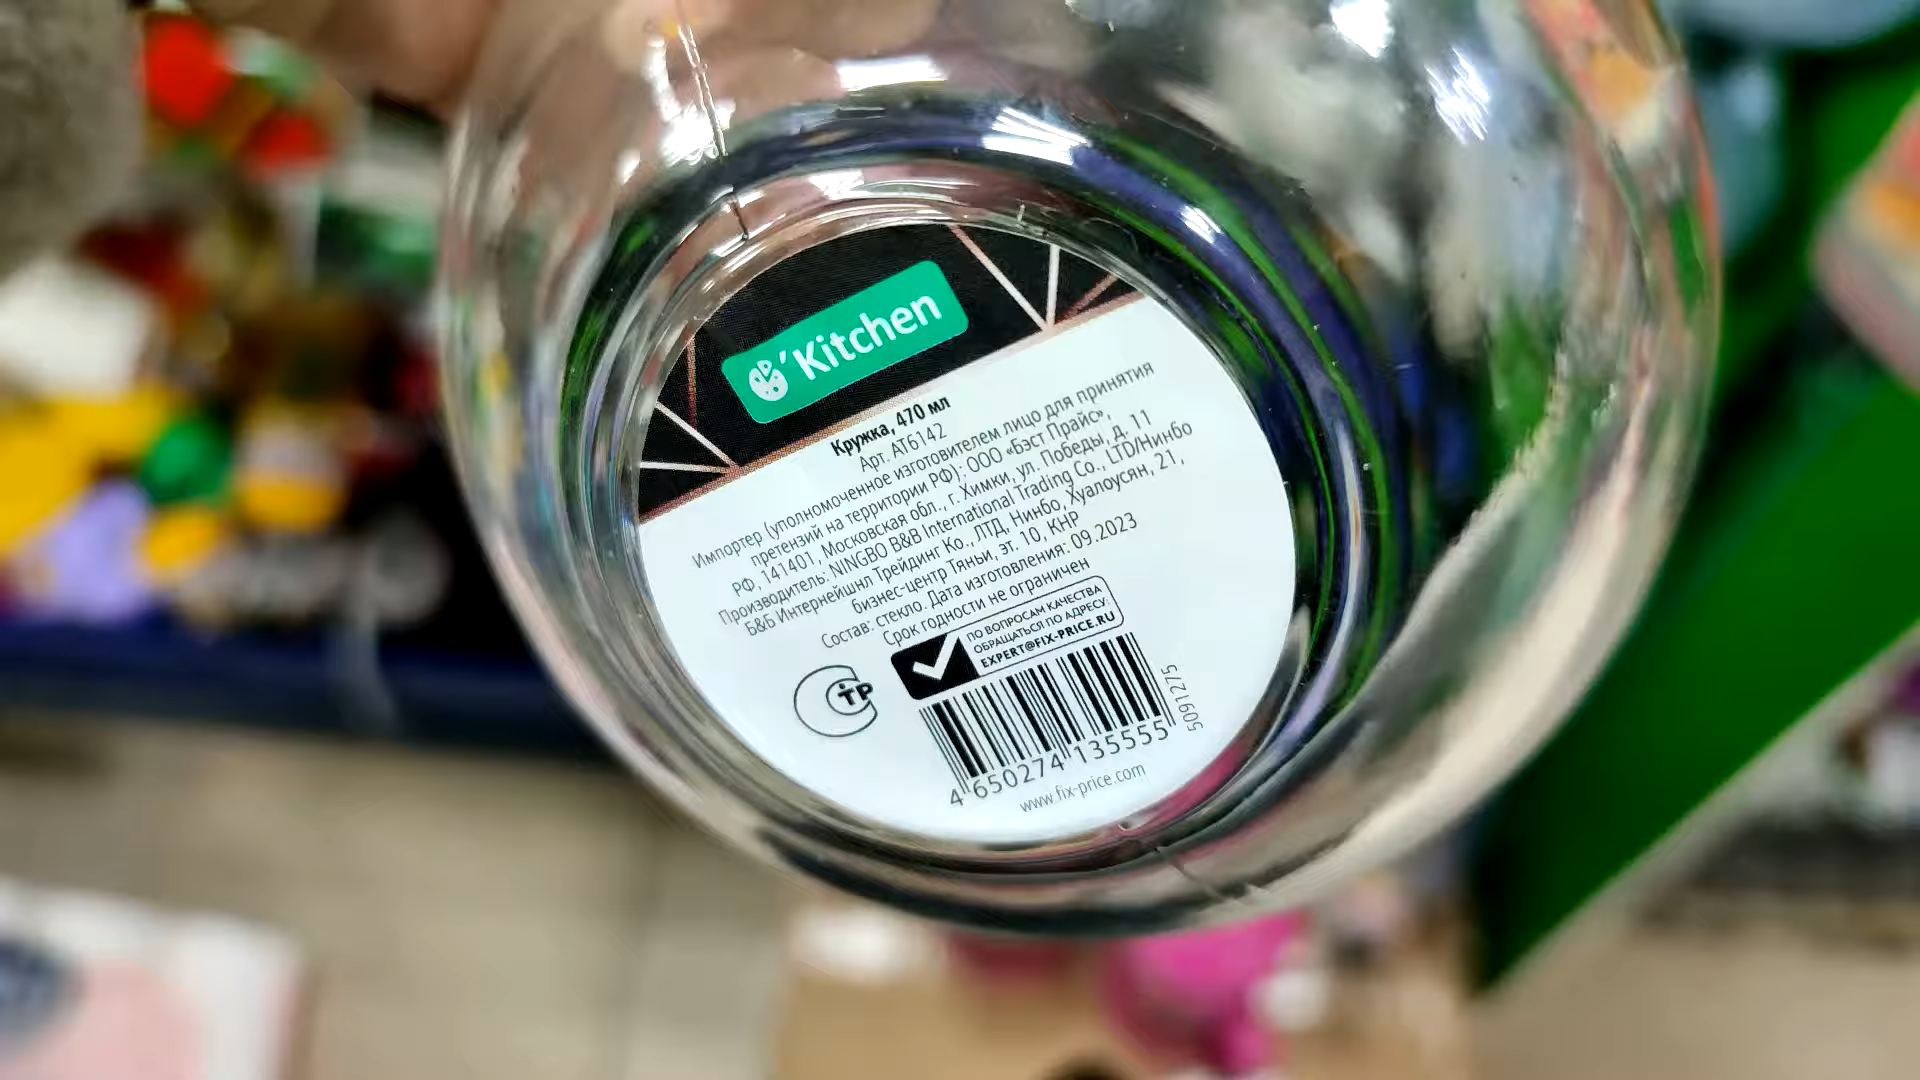 Kitchen
Кружка, 470 мл
Арт. АТ6142
Импортер (уполномоченное изготовителем лицо для принятия
претензий на территории РФ): ООО «Бэст Прайс»,
РФ, 141401, Московская обл., г. Химки, ул. Победы, д. 11
Производитель: NINGBO B&B International Trading Co., LTD/Нинбо
Б&Б Интернейшнл Трейдинг Ко., ЛТД, Нинбо, Хуалоусян, 21,
бизнес-центр Тяньи, эт. 10, КНР
Состав: стекло. Дата изготовления: 09.2023
Срок годности не ограничен
ПО ВОПРОСАМ КАЧЕСТВА
ОБРАЩАТЬСЯ ПО АДРЕСУ:
EXPERT@FIX-PRICE.RU
СТР
5091275
4 650274 135555
www.fix-price.com